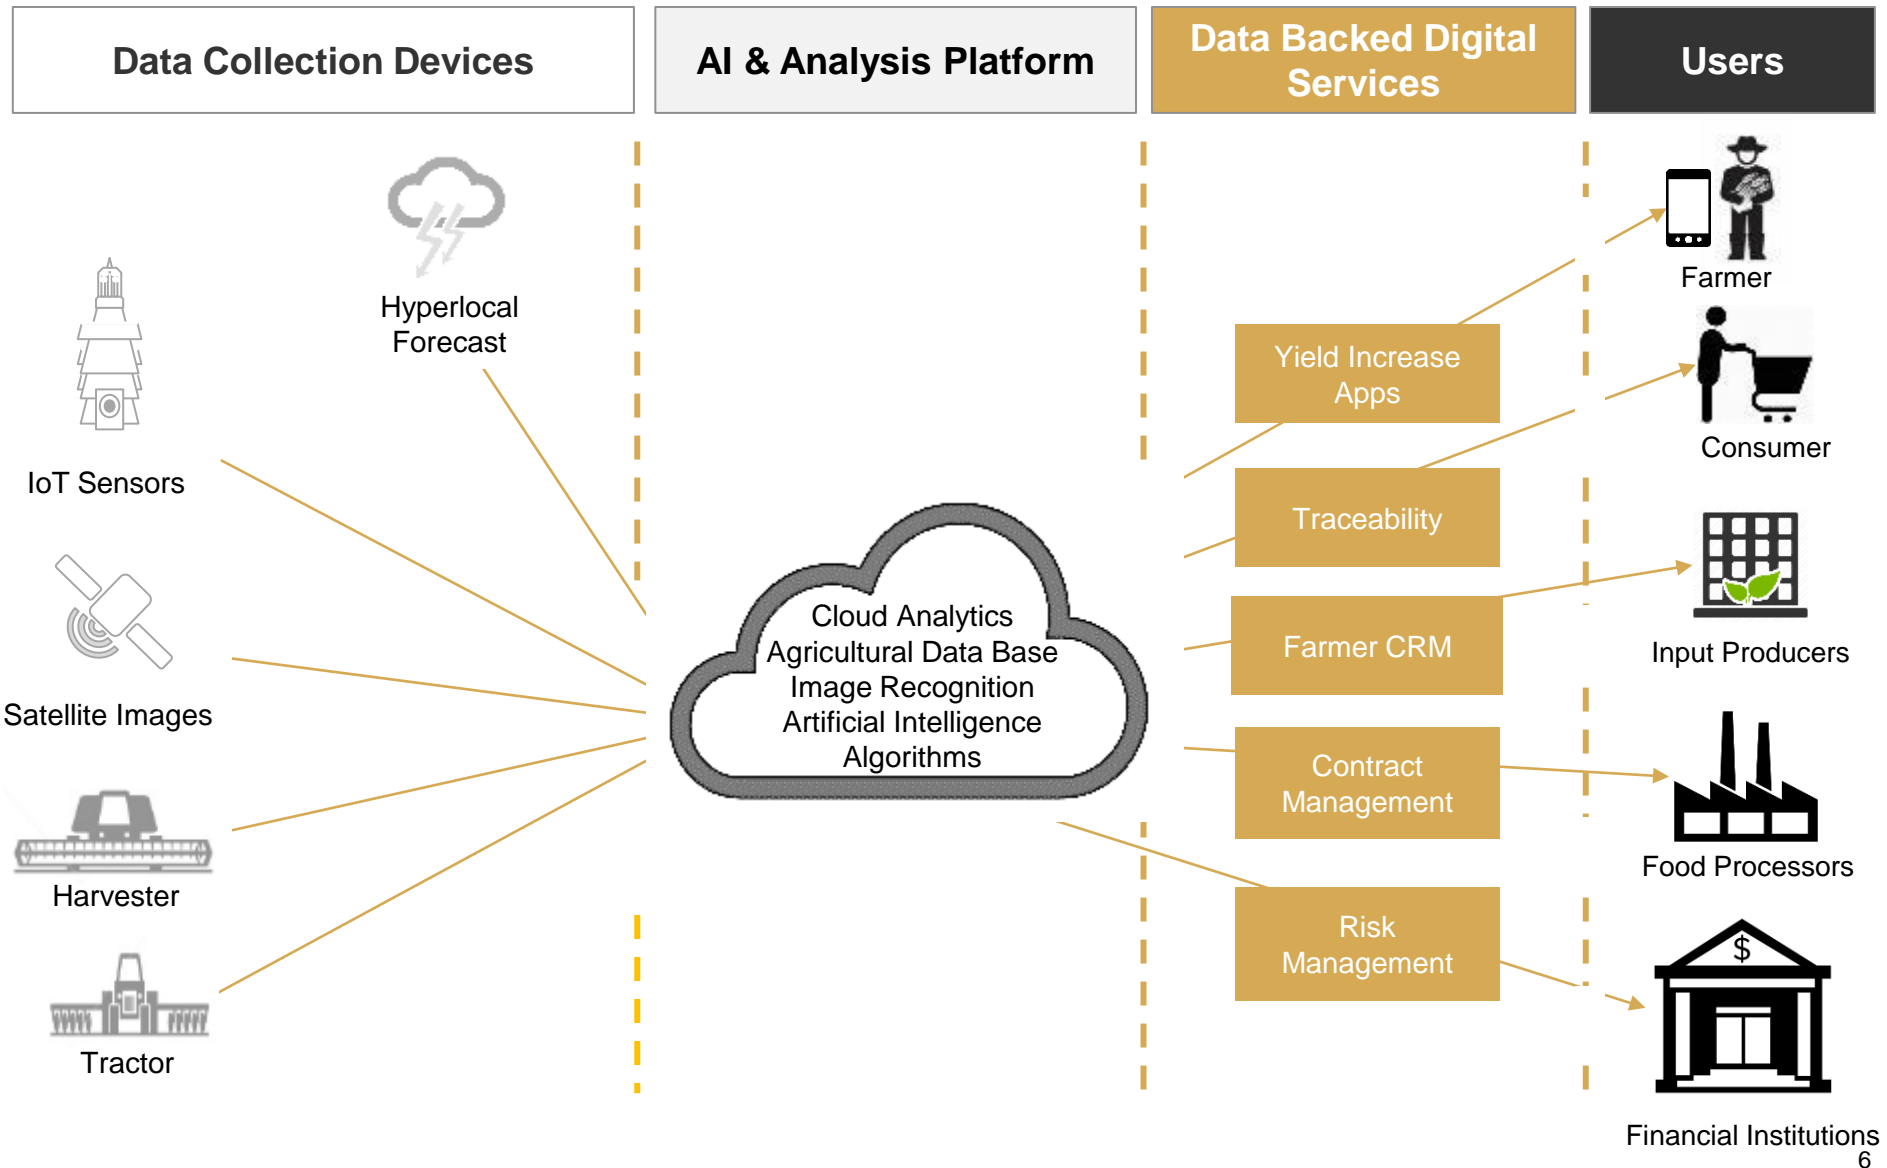 Data Collection Devices
AI & Analysis Platform
Data Backed Digital
Services
Users
Hyperlocal
Forecast
IoT Sensors
Satellite Images
Harvester
Tractor
Cloud Analytics
Agricultural Data Base
Image Recognition
Artificial Intelligence
Algorithms
Yield Increase
Apps
Traceability
Farmer CRM
Contract
Management
Risk
Management
Farmer
Consumer
Input Producers
Food Processors
$
Financial Institutions
6